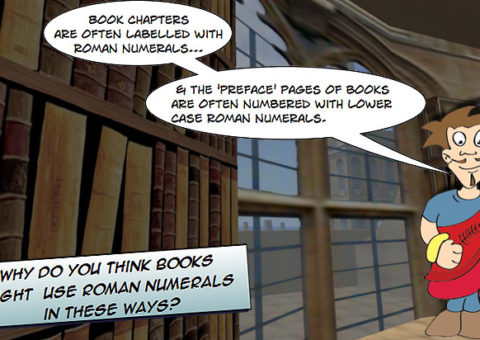 BOOK CHAPTERS
ARE OFTEN LABELLED WITH
ROMAN NUMERALS...
& THE 'PREFACE' PAGES OF BOOKS
ARE OFTEN NUMBERED WITH LOWER
CASE ROMAN NUMERALS.
WHY DO YOU THINK BOOKS
GHT USE ROMAN NUMERALS
IN THESE WAYS?